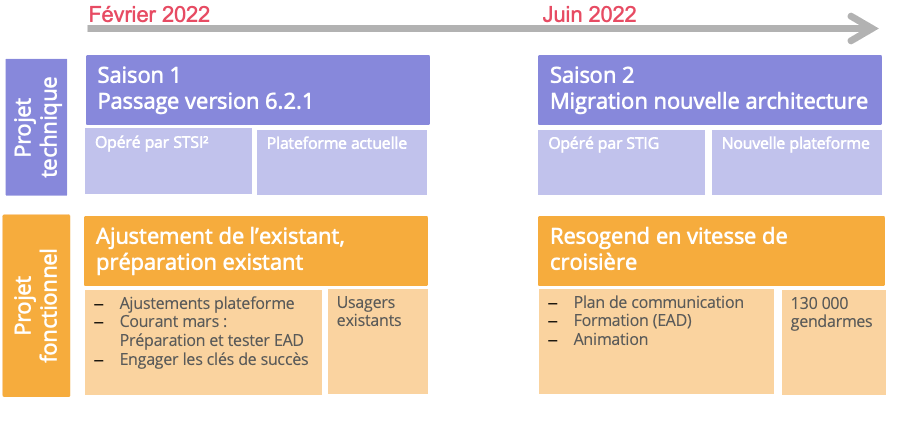 Février 2022
Juin 2022
Projet
technique
Saison 1
Passage version 6.2.1
Opéré par STSI²
Plateforme actuelle
Saison 2
Migration nouvelle architecture
Opéré par STIG
Nouvelle plateforme
Projet
fonctionnel
Ajustement de l’existant,
préparation existant
– Ajustements plateforme
– Courant mars :
Préparation et tester EAD
– Engager les clés de succès
Usagers
existants
Resogend en vitesse de
croisière
– Plan de communication
– Formation (EAD)
– Animation
130 000
gendarmes